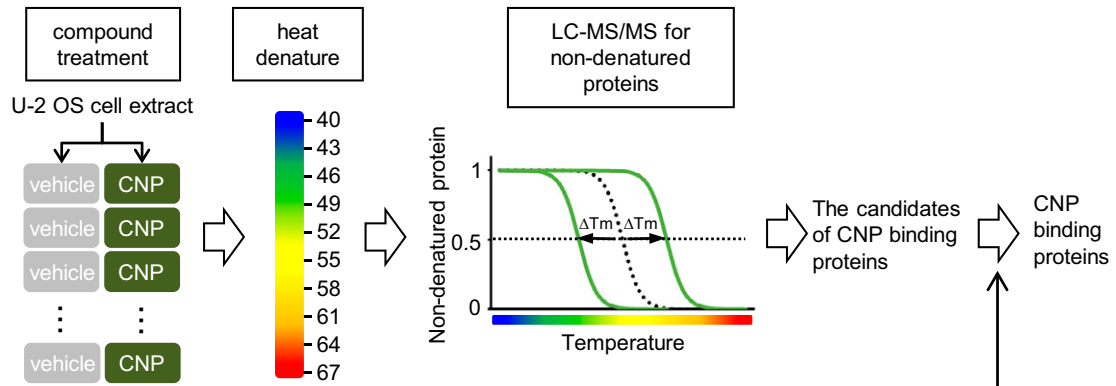 compound
treatment
heat
denature
LC-MS/MS for
non-denatured
proteins
U-2 OS cell extract
vehicle CNP
vehicle CNP
vehicle CNP
⋮ ⋮
vehicle CNP
40
43
46
49
52
55
58
61
64
67
Non-denatured protein
1
0.5
0
ΔTm ΔTm
Temperature
The candidates
of CNP binding
proteins
CNP
binding
proteins